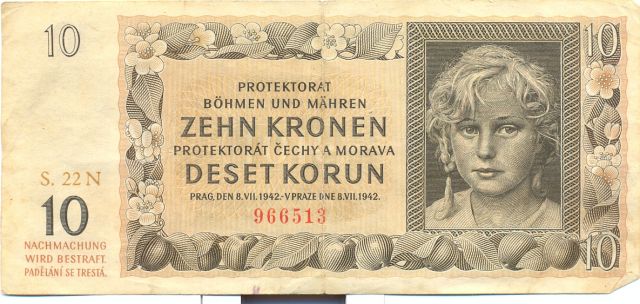 10
10
PROTEKTORAT
BÖHMEN UND MÄHREN
ZEHN KRONEN
PROTEKTORÁT ČECHY A MORAVA
DESET KORUN
PRAG, DEN 8. VII. 1942. - V PRAZE DNE 8. VII. 1942.
966513
S. 22 N
10
NACHMACHUNG
WIRD BESTRAFT.
PADĚLÁNÍ SE TRESTÁ.
10